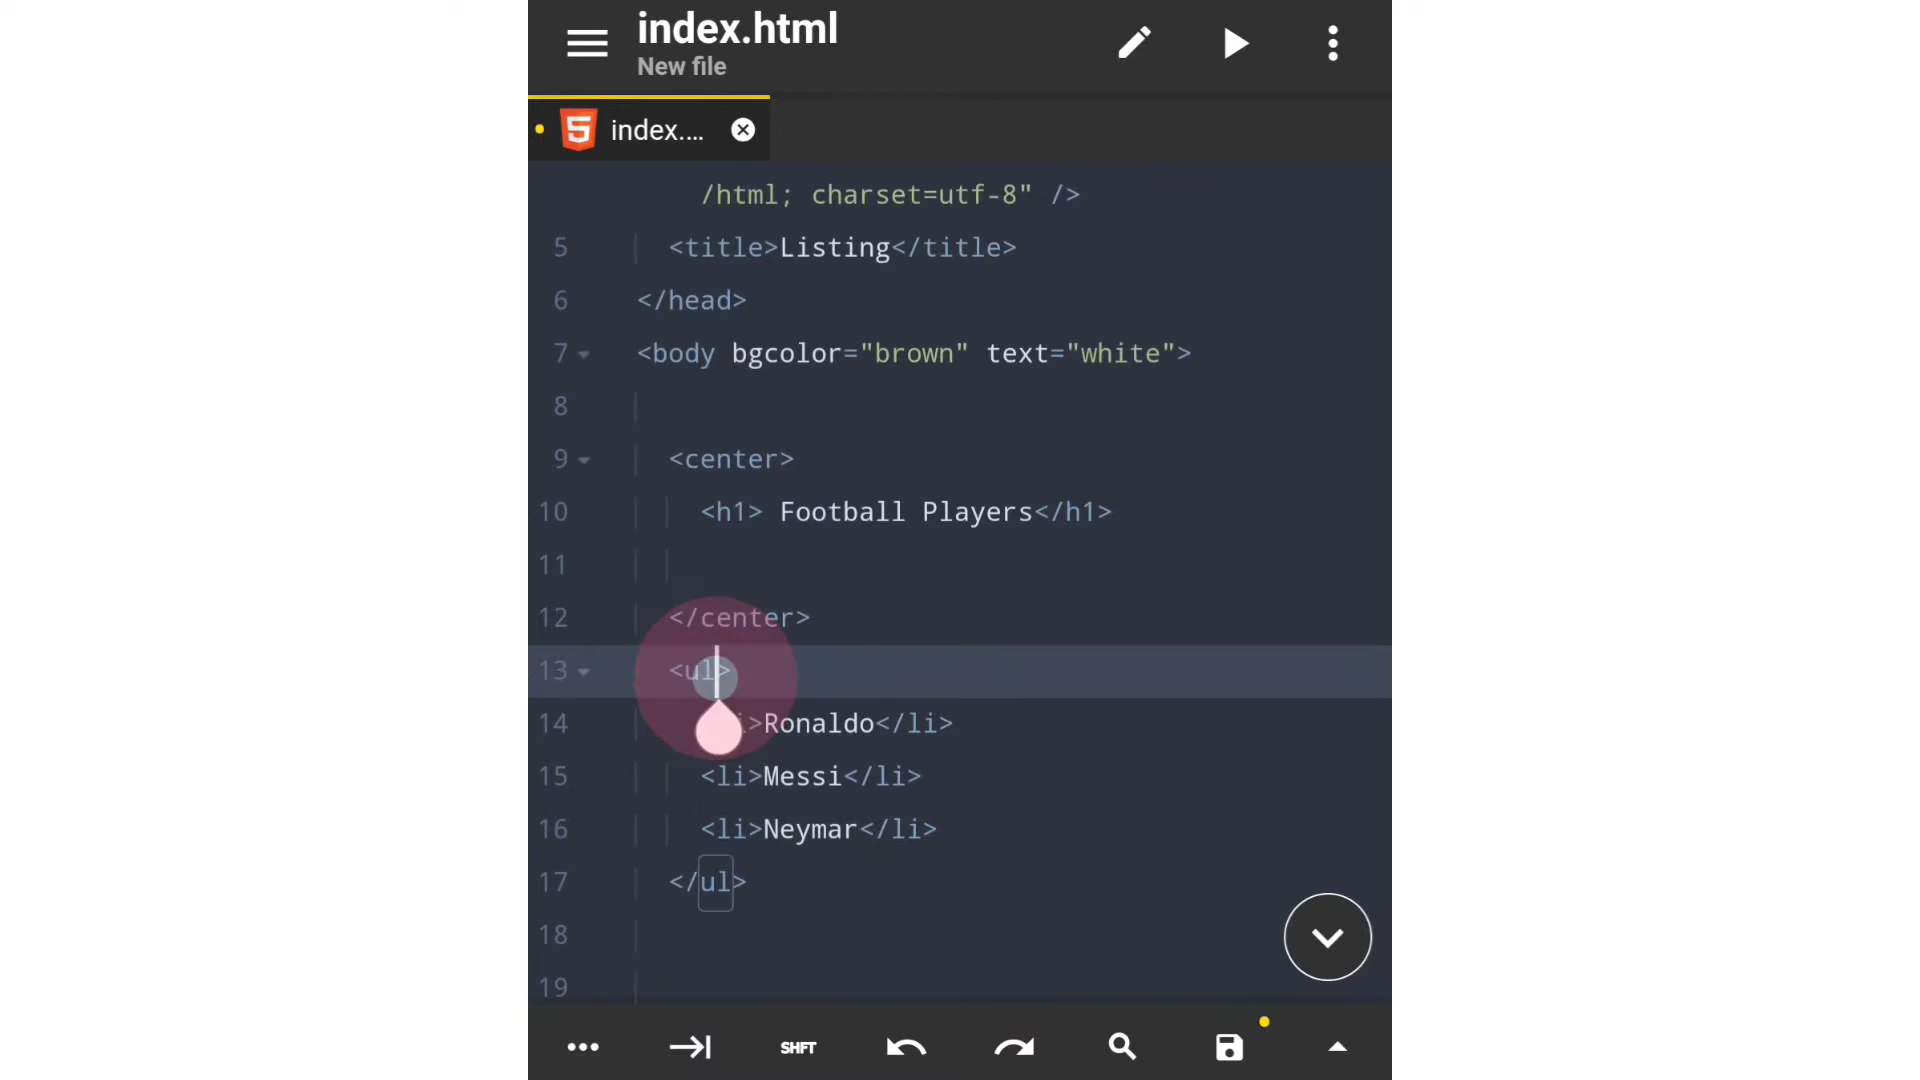 index.html
New file
index....
/html; charset=utf-8" />
5 <title>Listing</title>
6 </head>
7 <body bgcolor="brown" text="white">
8
9 <center>
10 <h1> Football Players</h1>
11
12 </center>
13 <ul>
14 i>Ronaldo</li>
15 <li>Messi</li>
16 <li>Neymar</li>
17 </ul>
18
19
SHFT